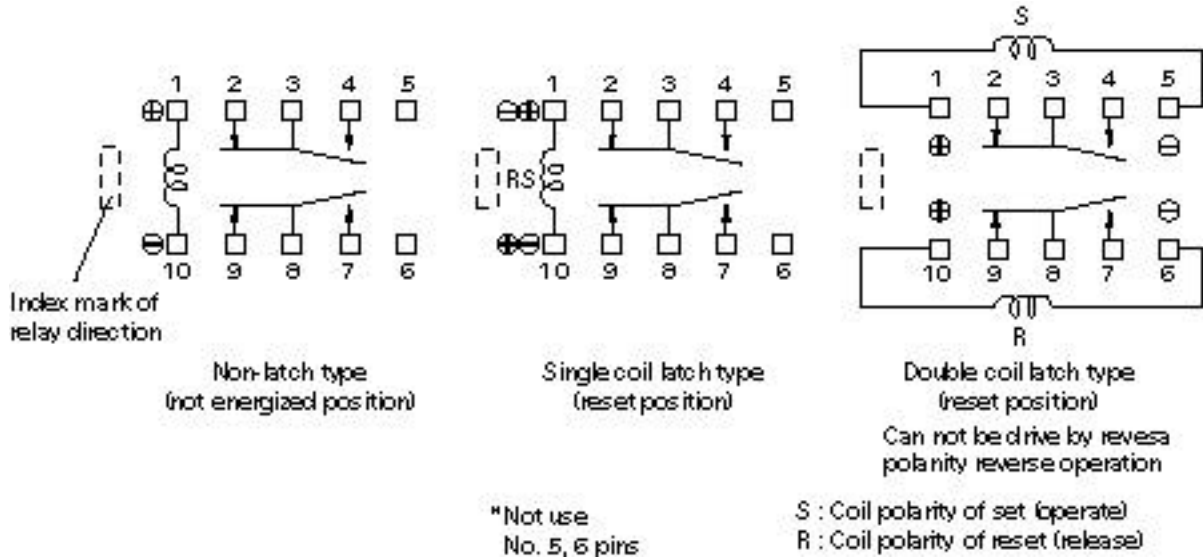 S
1 2 3 4 5
1 2 3 4 5
1 2 3 4 5
⊕
⊖⊕
⊕ ⊖
R S
⊖
⊕⊖
⊕ ⊖
10 9 8 7 6
10 9 8 7 6
10 9 8 7 6
R
Index mark of
relay direction
Non-latch type
(not energized position)
Single coil latch type
(reset position)
Double coil latch type
(reset position)
Can not be drive by revesa
polanity reverse operation
*Not use
No. 5, 6 pins
S : Coil polarity of set (operate)
R : Coil polarity of reset (release)